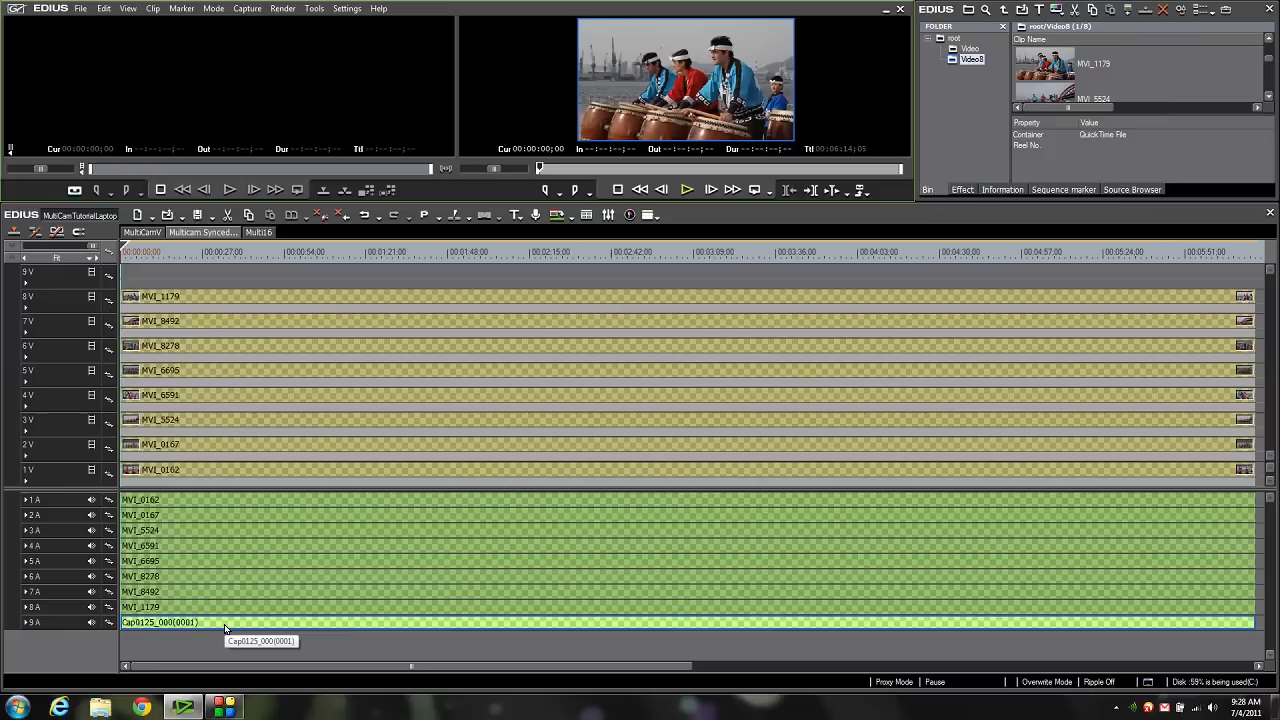 EDIUS File Edit View Clip Marker Mode Capture Render Tools Settings Help
Cur 00:00:00;00 In --:--:--;-- Out --:--:--;-- Dur --:--:--;-- Ttl --:--:--;--
Cur 00:00:00;00 In --:--:--;-- Out --:--:--;-- Dur --:--:--;-- Ttl 00:06:14;05
EDIUS
FOLDER
root
Video
Video8
root/Video8 (1/8)
Clip Name
MVI_1179
MVI_5524
Property Value
Container QuickTime File
Reel No.
Bin Effect Information Sequence marker Source Browser
EDIUS MultiCamTutorialLaptop
MultiCamV Multicam Synced... Multi16
Fit
00:00:00;00 00:00:27;00 00:00:54;00 00:01:21;00 00:01:48;00 00:02:15;00 00:02:42;00 00:03:09;00 00:03:36;00 00:04:03;00 00:04:30;00 00:04:57;00 00:05:24;00 00:05:51;00
9 V
8 V MVI_1179
7 V MVI_8492
6 V MVI_8278
5 V MVI_6695
4 V MVI_6591
3 V MVI_5524
2 V MVI_0167
1 V MVI_0162
1 A MVI_0162
2 A MVI_0167
3 A MVI_5524
4 A MVI_6591
5 A MVI_6695
6 A MVI_8278
7 A MVI_8492
8 A MVI_1179
9 A Cap0125_000(0001)
Cap0125_000(0001)
Proxy Mode Pause Overwrite Mode Ripple Off Disk :59% is being used(C:)
9:28 AM
7/4/2011